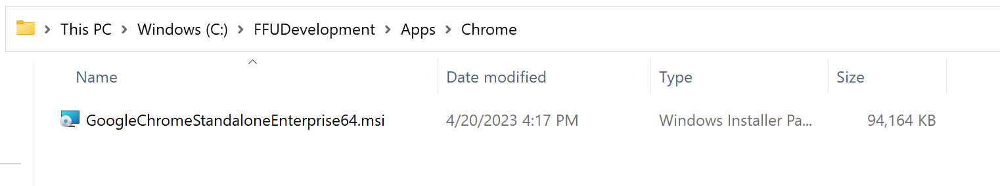 This PC > Windows (C:) > FFUDevelopment > Apps > Chrome
Name Date modified Type Size
GoogleChromeStandaloneEnterprise64.msi 4/20/2023 4:17 PM Windows Installer Pa... 94,164 KB